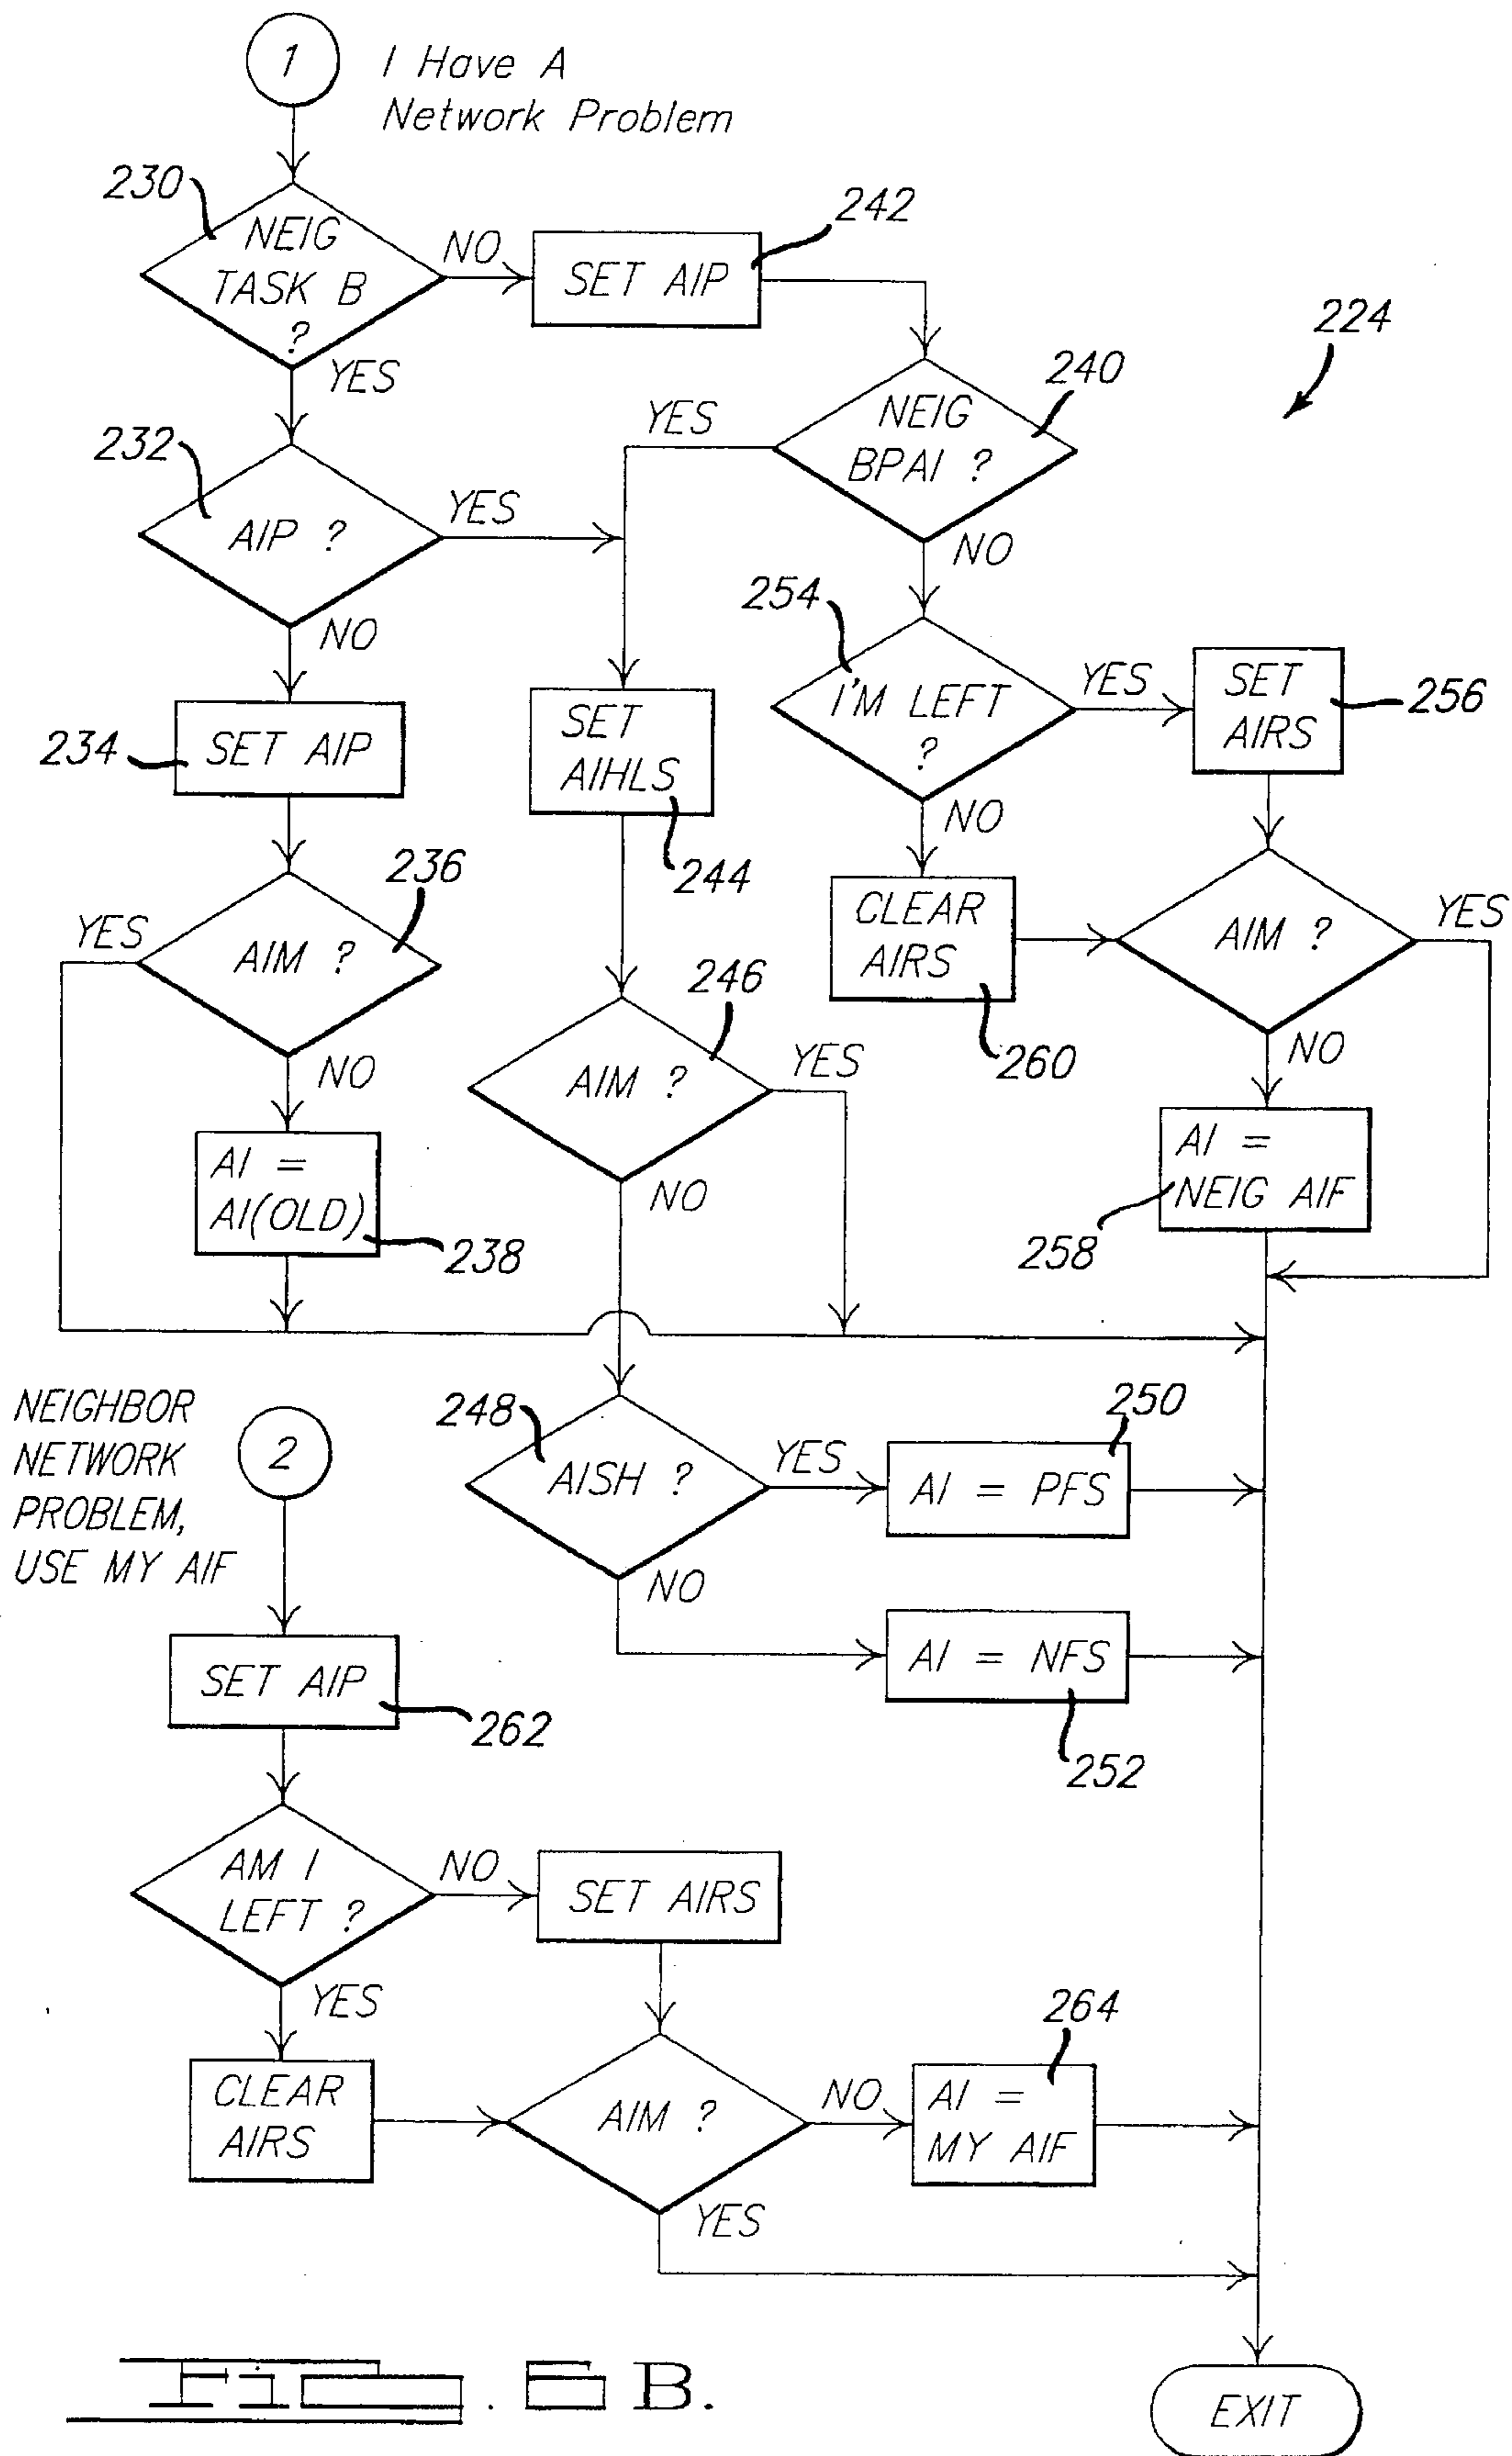 1
I Have A
Network Problem
230
NEIG
TASK B
?
NO
SET AIP
242
YES
224
232
AIP ?
YES
YES
NEIG
BPAI ?
240
NO
NO
254
I'M LEFT
?
YES
SET
AIRS
256
234
SET AIP
SET
AIHLS
244
NO
236
AIM ?
YES
CLEAR
AIRS
260
AIM ?
YES
NO
246
AIM ?
YES
NO
NO
AI =
AI(OLD)
238
AI =
NEIG AIF
258
NEIGHBOR
NETWORK
PROBLEM,
USE MY AIF
2
248
AISH ?
YES
250
AI = PFS
NO
AI = NFS
252
SET AIP
262
AM I
LEFT ?
NO
SET AIRS
YES
CLEAR
AIRS
AIM ?
NO
264
AI =
MY AIF
YES
EXIT